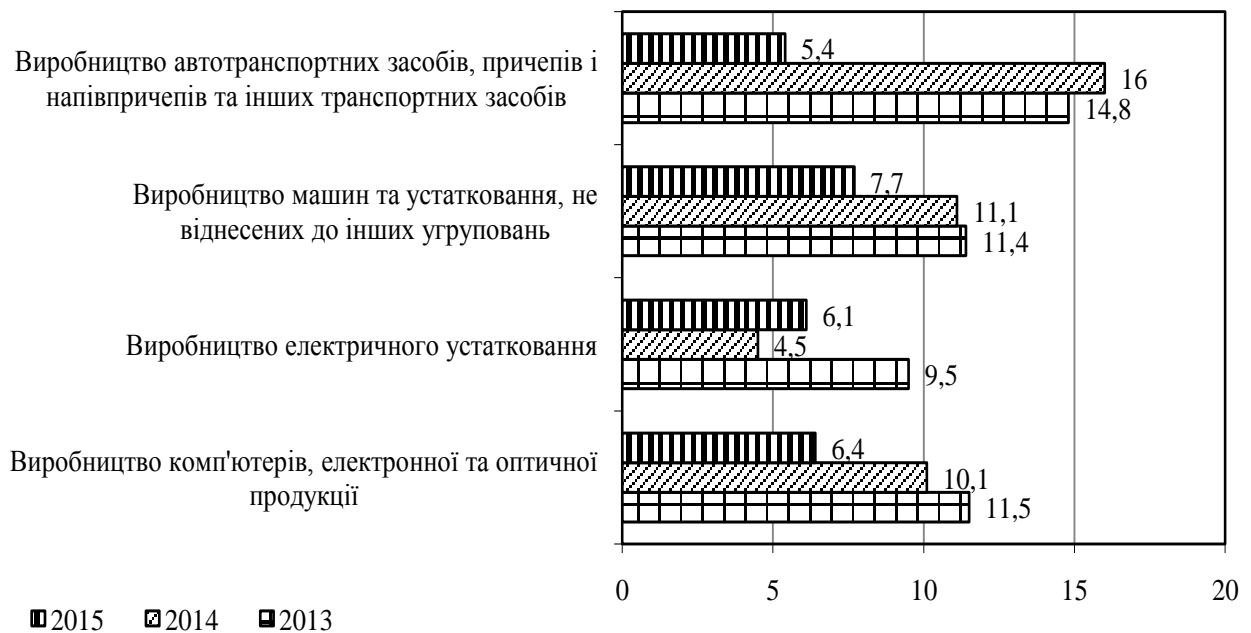 Виробництво автотранспортних засобів, причепів і
напівпричепів та інших транспортних засобів
5,4
16
14,8
Виробництво машин та устатковання, не
віднесених до інших угруповань
7,7
11,1
11,4
Виробництво електричного устатковання
6,1
4,5
9,5
Виробництво комп'ютерів, електронної та оптичної
продукції
6,4
10,1
11,5
0 5 10 15 20
2015 2014 2013